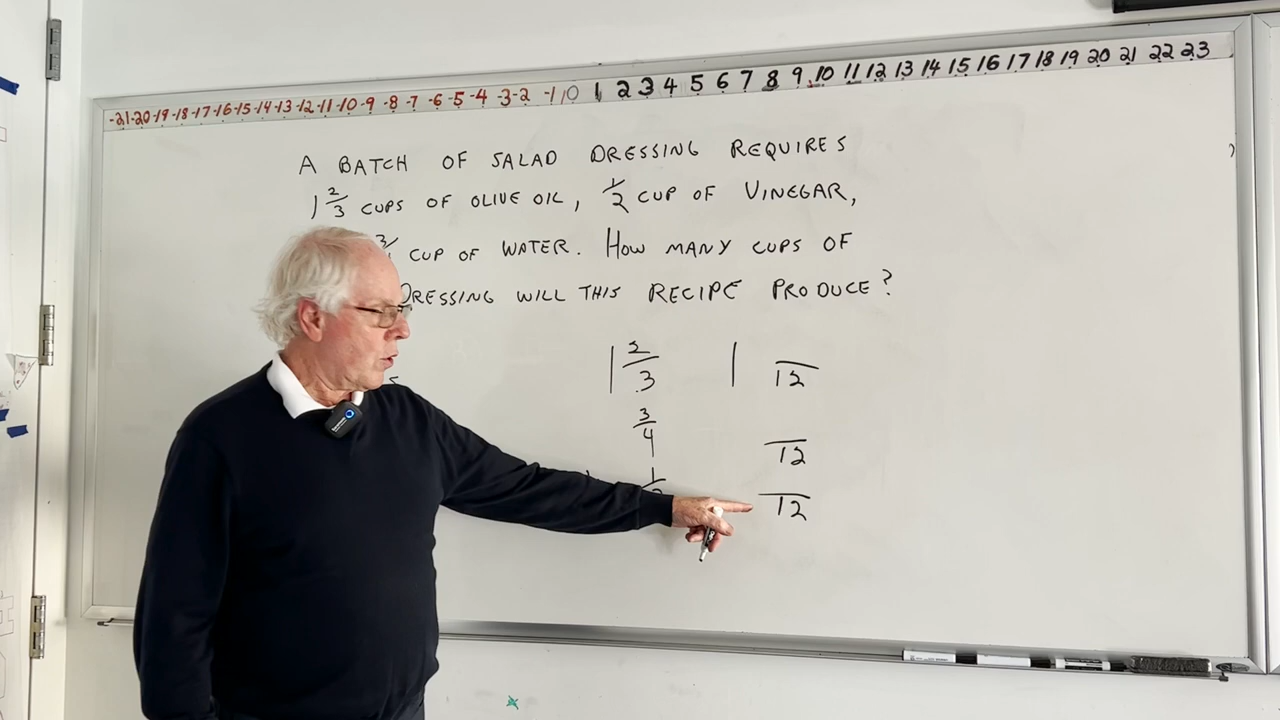 -21 -20 -19 -18 -17 -16 -15 -14 -13 -12 -11 -10 -9 -8 -7 -6 -5 -4 -3 -2 -1 0 1 2 3 4 5 6 7 8 9 10 11 12 13 14 15 16 17 18 19 20 21 22 23
A BATCH OF SALAD DRESSING REQUIRES
1 2/3 CUPS OF OLIVE OIL, 1/2 CUP OF VINEGAR,
CUP OF WATER. HOW MANY CUPS OF
DRESSING WILL THIS RECIPE PRODUCE?
1 2/3 1 /12
3/4 /12
/12